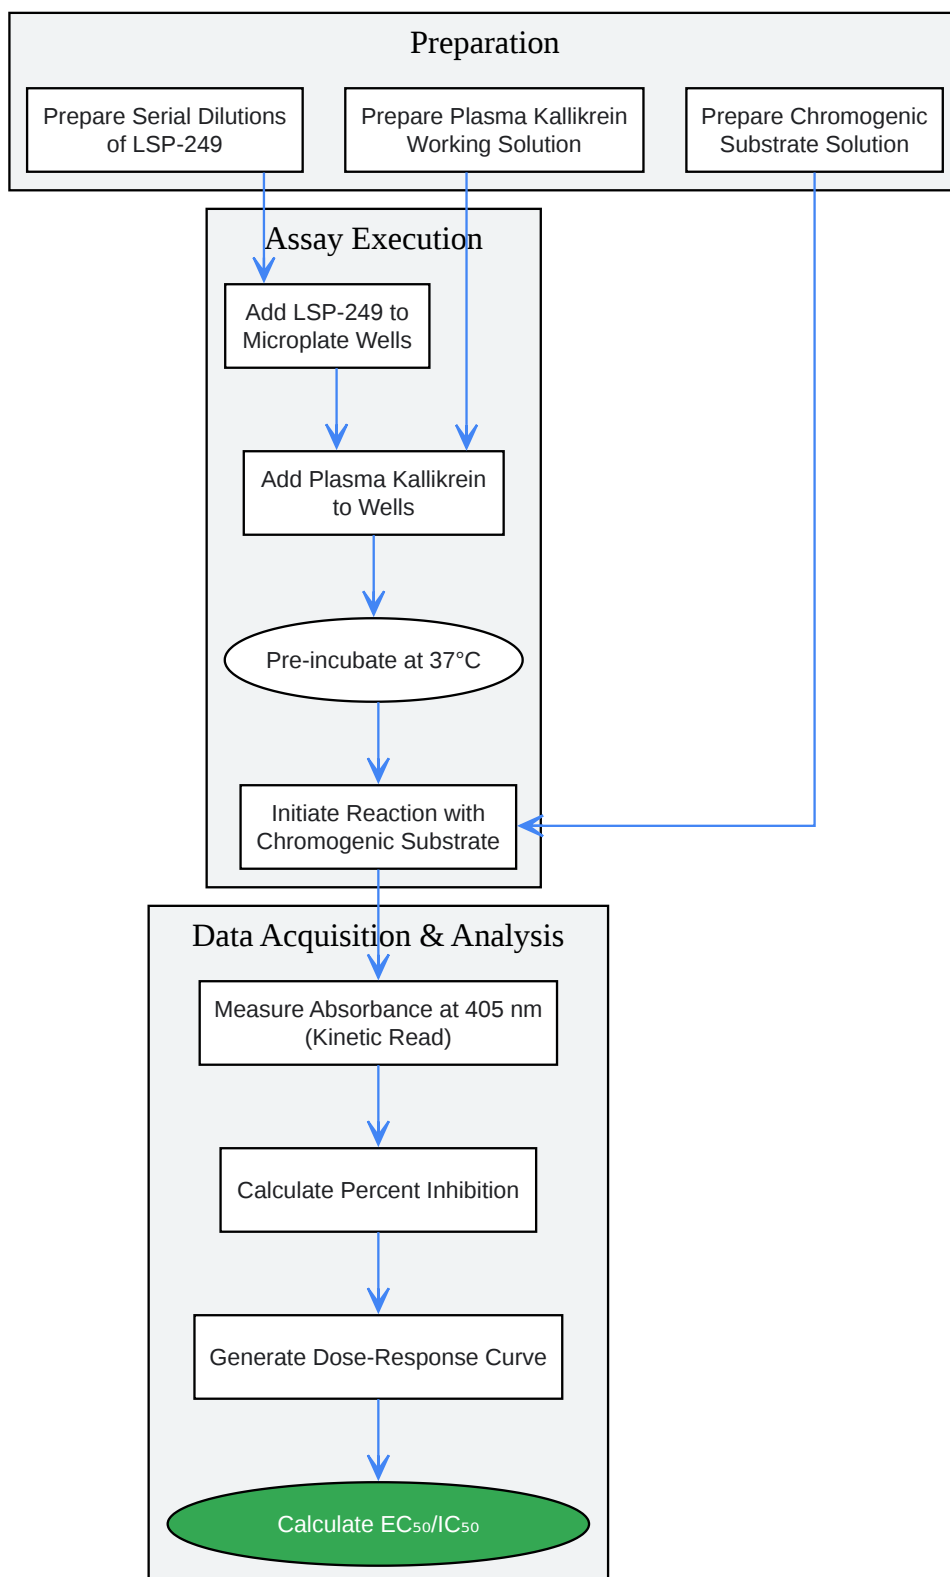 Preparation
Prepare Serial Dilutions
of LSP-249
Prepare Plasma Kallikrein
Working Solution
Prepare Chromogenic
Substrate Solution
Assay Execution
Add LSP-249 to
Microplate Wells
Add Plasma Kallikrein
to Wells
Pre-incubate at 37°C
Initiate Reaction with
Chromogenic Substrate
Data Acquisition & Analysis
Measure Absorbance at 405 nm
(Kinetic Read)
Calculate Percent Inhibition
Generate Dose-Response Curve
Calculate EC₅₀/IC₅₀